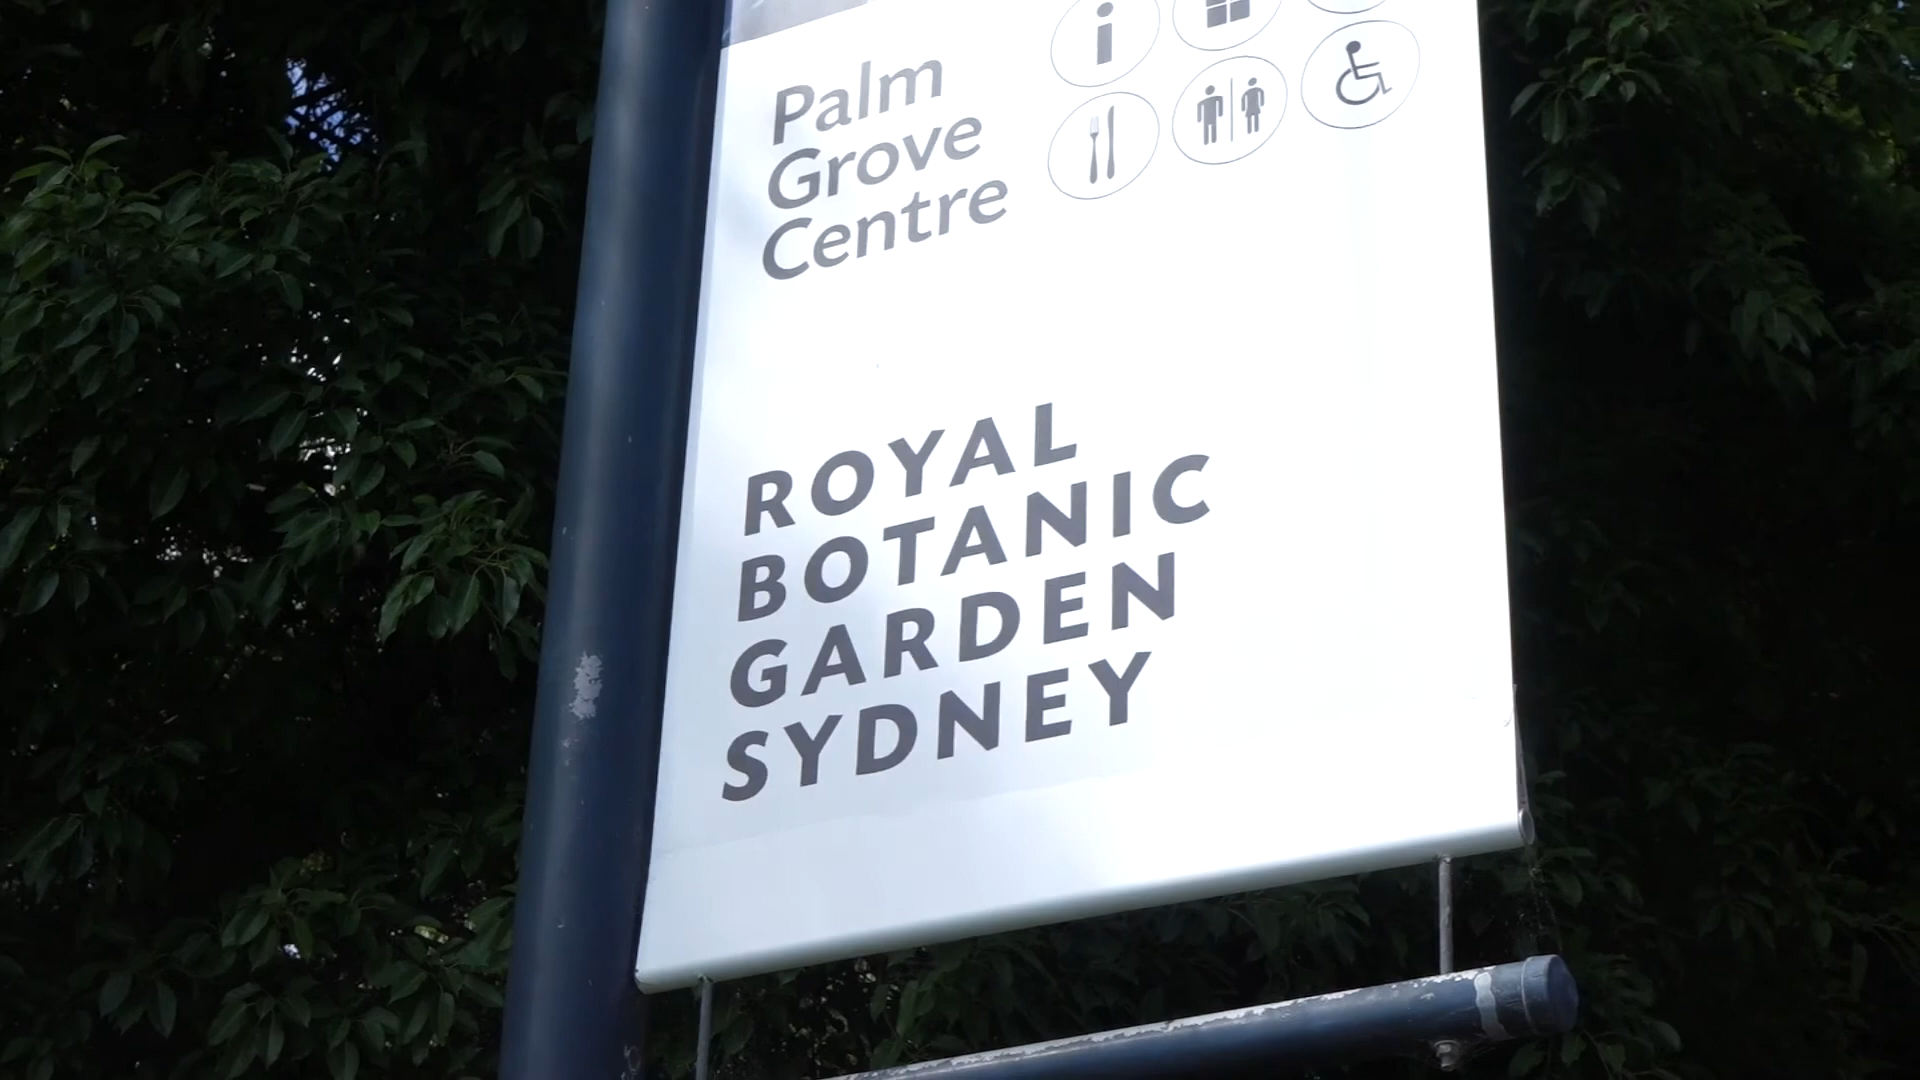 Palm
Grove
Centre
ROYAL
BOTANIC
GARDEN
SYDNEY